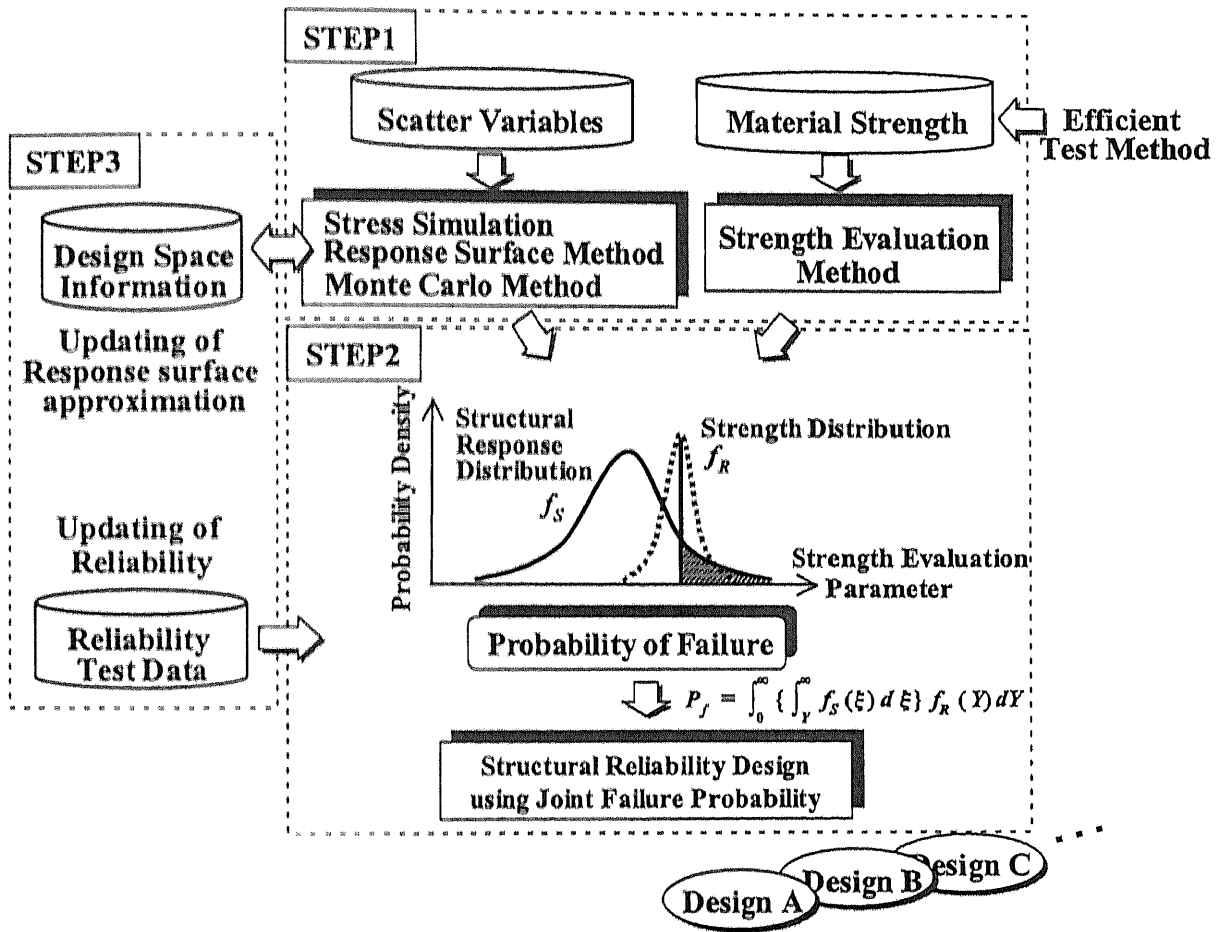 STEP1
Scatter Variables
Material Strength
Efficient
Test Method
STEP3
Design Space
Information
Stress Simulation
Response Surface Method
Monte Carlo Method
Strength Evaluation
Method
Updating of
Response surface
approximation
STEP2
Probability Density
Structural
Response
Distribution
f_S
Strength Distribution
f_R
Strength Evaluation
Parameter
Updating of
Reliability
Reliability
Test Data
Probability of Failure
P_f = ∫_0^∞ { ∫_Y^∞ f_S (ξ) d ξ} f_R (Y) dY
Structural Reliability Design
using Joint Failure Probability
Design A
Design B
Design C